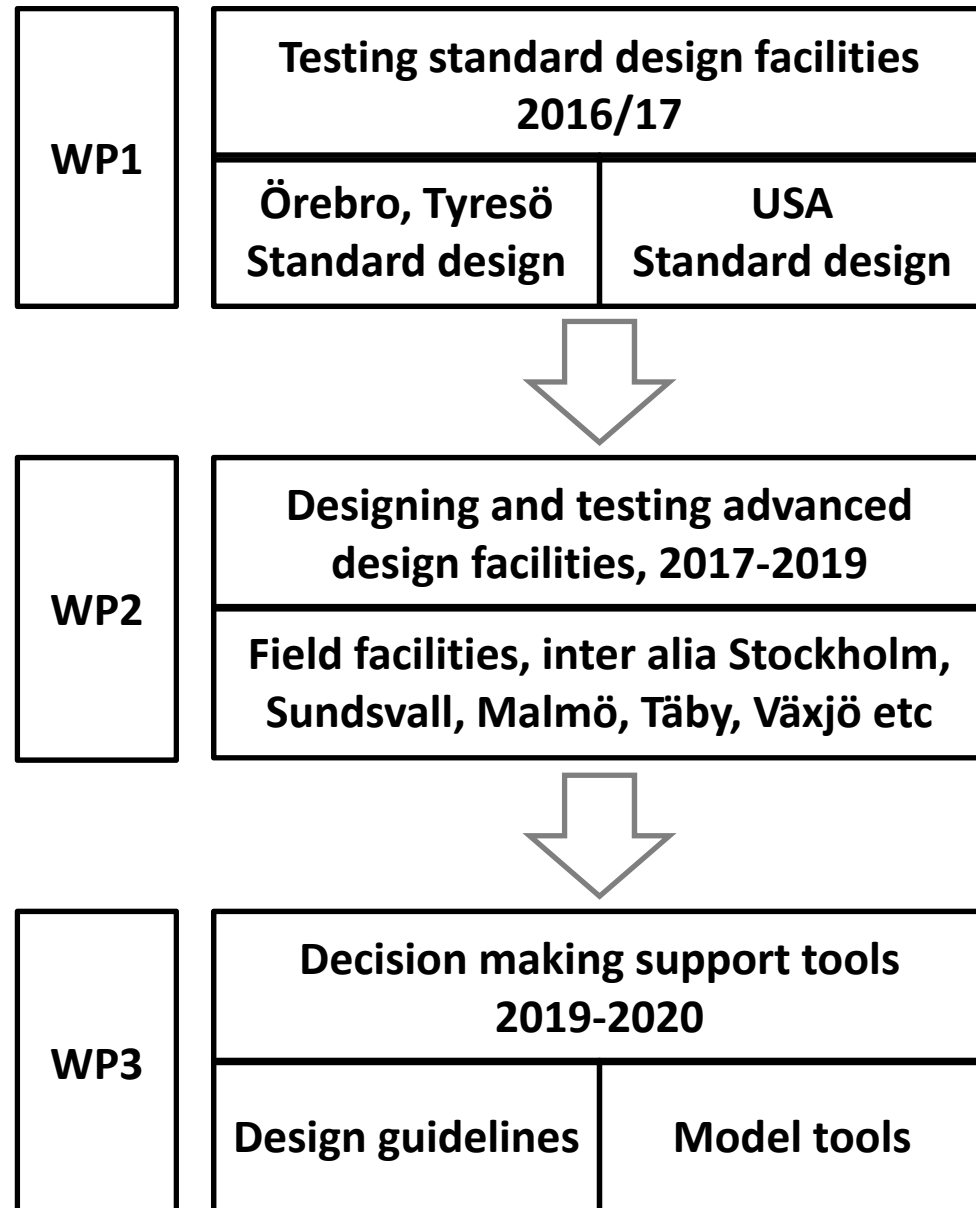 WP1
Testing standard design facilities
2016/17
Örebro, Tyresö
Standard design
USA
Standard design
WP2
Designing and testing advanced
design facilities, 2017-2019
Field facilities, inter alia Stockholm,
Sundsvall, Malmö, Täby, Växjö etc
WP3
Decision making support tools
2019-2020
Design guidelines
Model tools